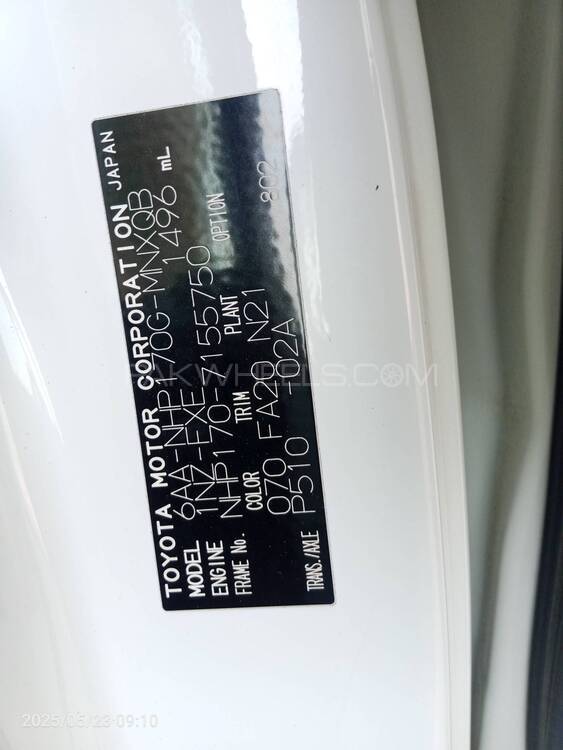 TOYOTA MOTOR CORPORATION JAPAN
MODEL 6AA-NHP170G-MNXQB
ENGINE 1NZ-FXE 1496 mL
FRAME No. NHP170-7155750
COLOR TRIM PLANT OPTION
070 FA20 N21 802
TRANS./AXLE P510 -02A
PAKWHEELS.COM
2025/05/23 09:10